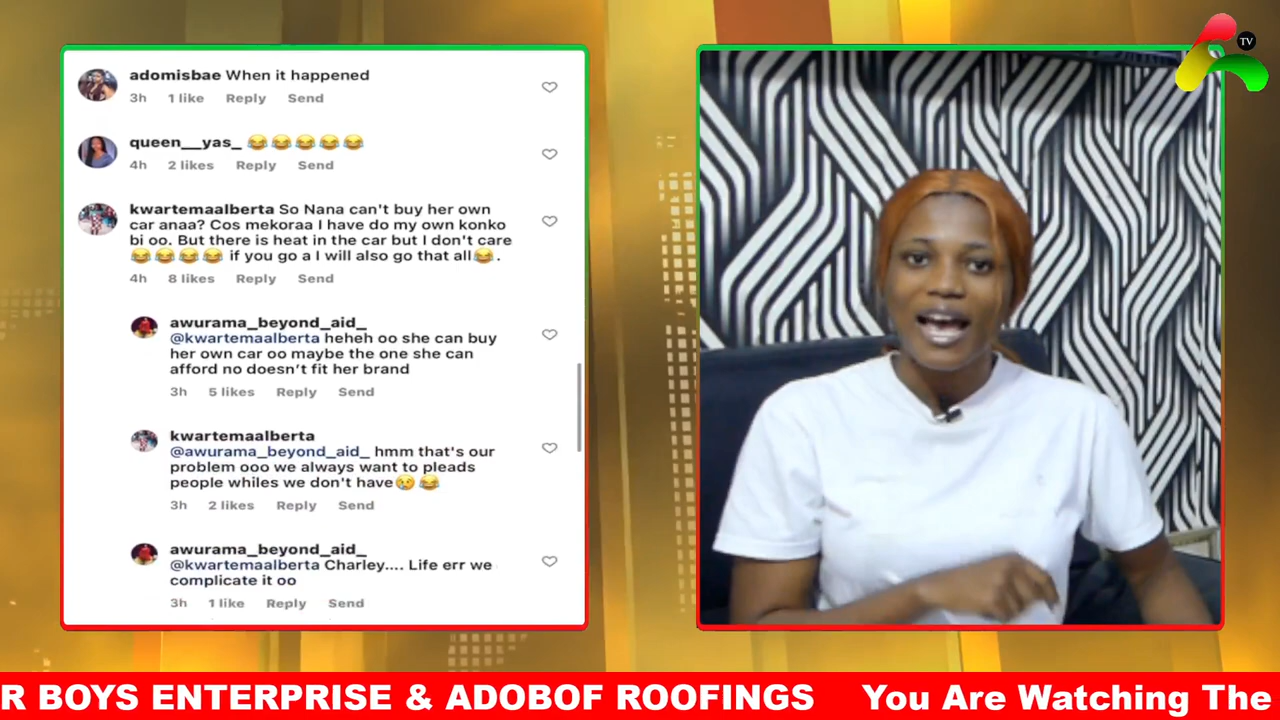 adomisbae When it happened
3h 1 like Reply Send
queen__yas_ 😂😂😂😂😂
4h 2 likes Reply Send
kwartemaalberta So Nana can't buy her own
car anaa? Cos mekoraa I have do my own konko
bi oo. But there is heat in the car but I don't care
😂😂😂😂 if you go a I will also go that all😂.
4h 8 likes Reply Send
awurama_beyond_aid_
@kwartemaalberta heheh oo she can buy
her own car oo maybe the one she can
afford no doesn't fit her brand
3h 5 likes Reply Send
kwartemaalberta
@awurama_beyond_aid_ hmm that's our
problem ooo we always want to pleads
people whiles we don't have😢😂
3h 2 likes Reply Send
awurama_beyond_aid_
@kwartemaalberta Charley.... Life err we
complicate it oo
3h 1 like Reply Send
TV
R BOYS ENTERPRISE & ADOBOF ROOFINGS You Are Watching The